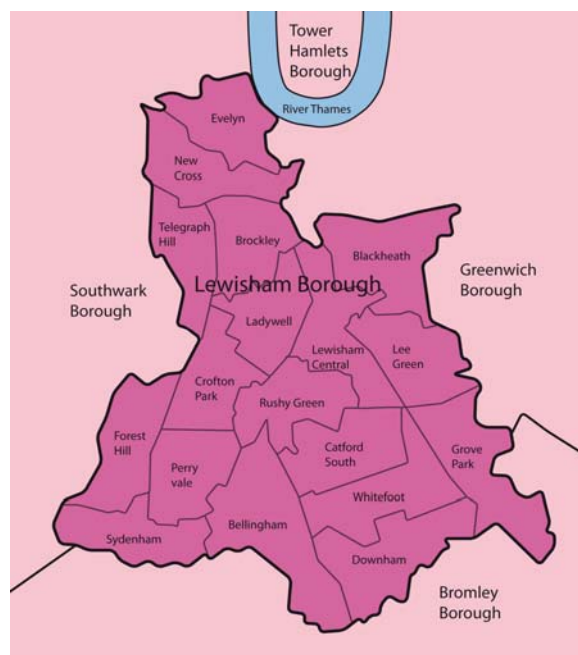 Tower
Hamlets
Borough
River Thames
Evelyn
New
Cross
Telegraph
Hill
Brockley
Blackheath
Lewisham Borough
Greenwich
Borough
Southwark
Borough
Ladywell
Lewisham
Central
Lee
Green
Crofton
Park
Rushy Green
Forest
Hill
Catford
South
Grove
Park
Perry
vale
Whitefoot
Bellingham
Sydenham
Downham
Bromley
Borough